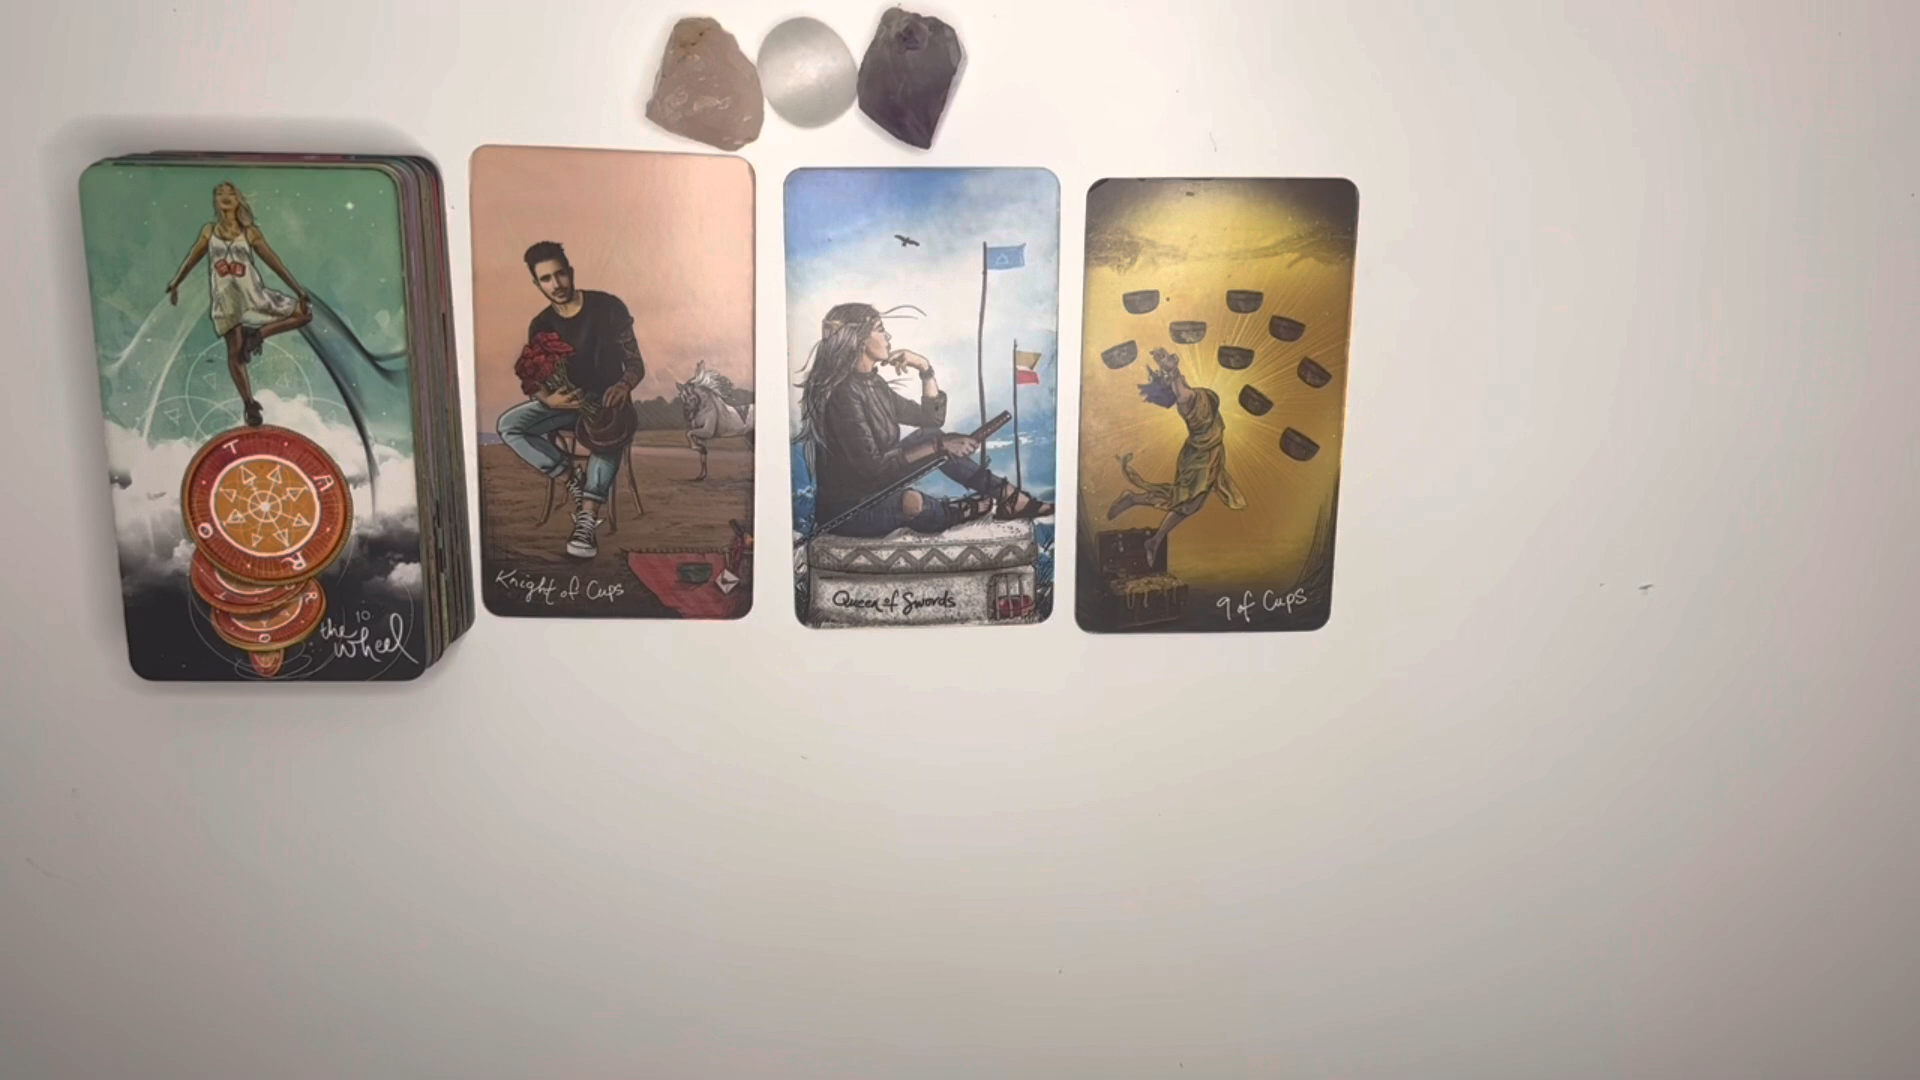 T A R O
T A R O
10.
the wheel
Knight of Cups
Queen of Swords
9 of Cups